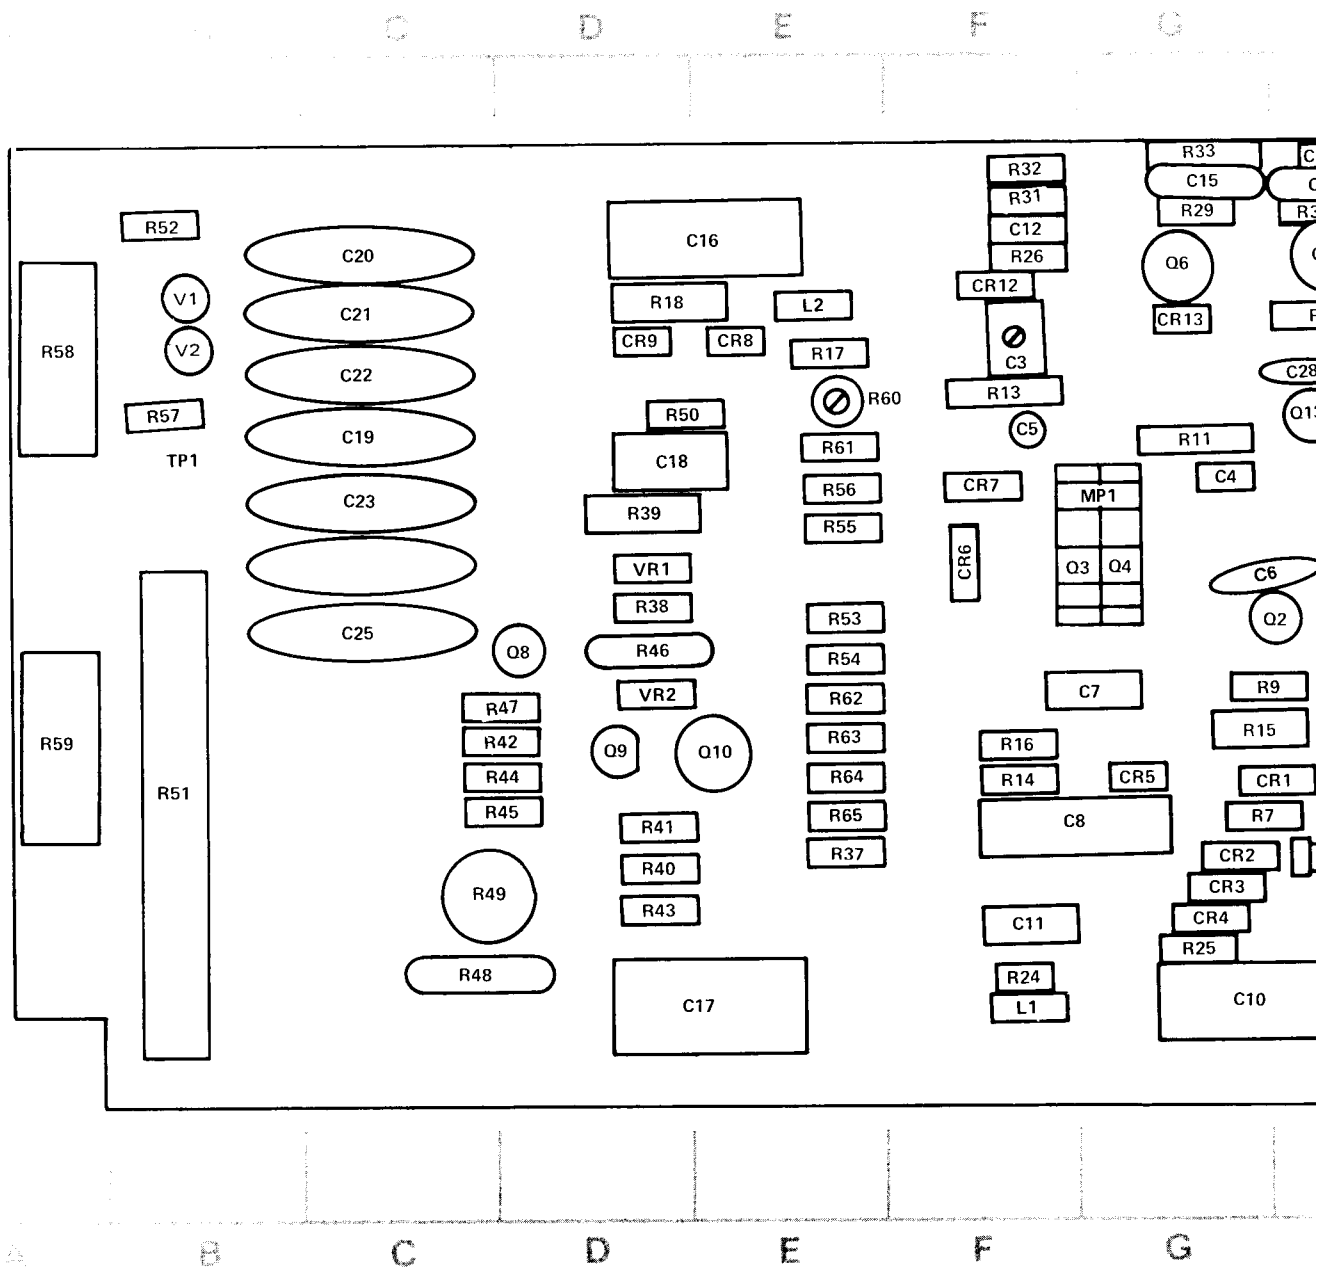 C D E F G
R33
R32 C15
R31 R29
R52 C12
C16 R26
C20 Q6
CR12
V1 R18 L2
C21 CR13
CR9 CR8
R58 V2 R17 C3
C22 C28
R13
R60
R57 R50 C5
C19 R61 R11
TP1 C18
C4
R56 CR7 MP1
C23 R39
R55
CR6
VR1 Q3 Q4 C6
R38
R53 Q2
C25
Q8 R46 R54
VR2 R62 C7 R9
R47
R59 R42 Q9 Q10 R63 R16 R15
R44 R64 R14 CR5 CR1
R51
R45 R65 C8 R7
R41
R37 CR2
R40
R49 CR3
R43 C11 CR4
R25
R48 R24
C17 L1 C10
A B C D E F G